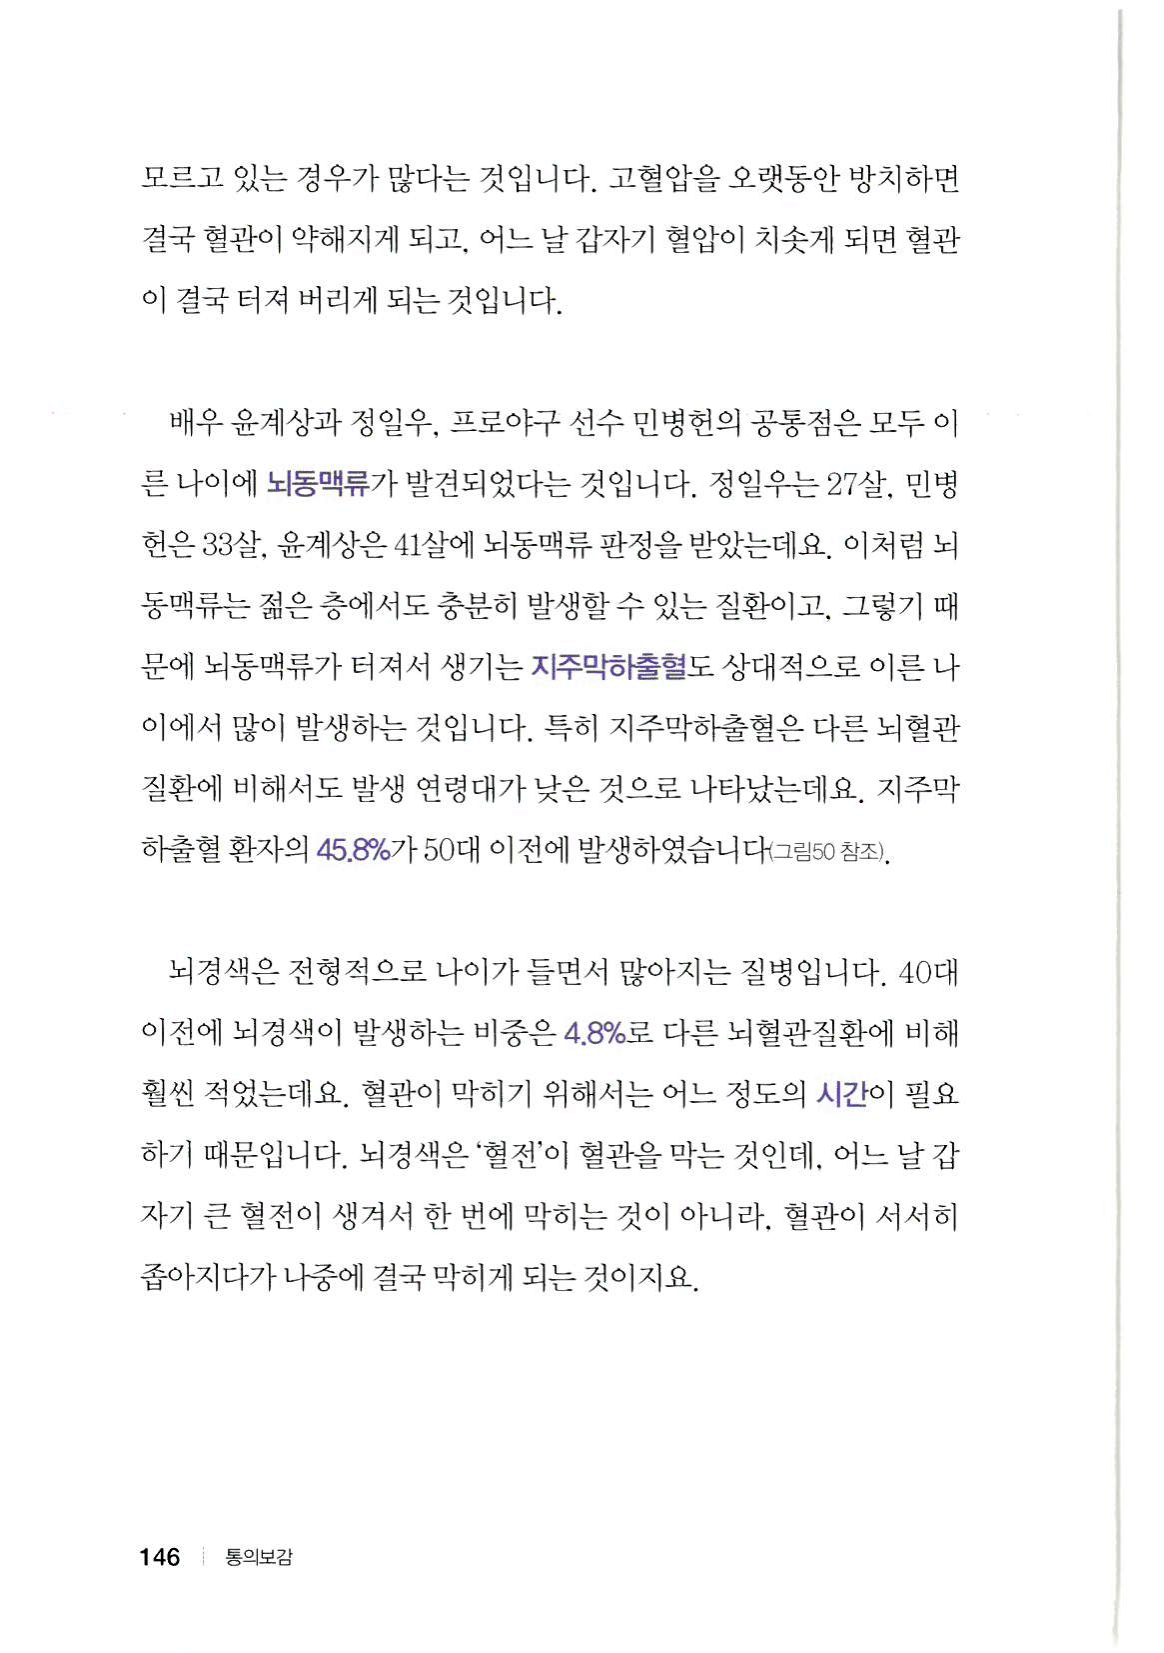 모르고 있는 경우가 많다는 것입니다. 고혈압을 오랫동안 방치하면
결국 혈관이 약해지게 되고, 어느 날 갑자기 혈압이 치솟게 되면 혈관
이 결국 터져 버리게 되는 것입니다.
배우 윤계상과 정일우, 프로야구 선수 민병헌의 공통점은 모두 이
른 나이에 뇌동맥류가 발견되었다는 것입니다. 정일우는 27살, 민병
헌은 33살, 윤계상은 41살에 뇌동맥류 판정을 받았는데요. 이처럼 뇌
동맥류는 젊은 층에서도 충분히 발생할 수 있는 질환이고, 그렇기 때
문에 뇌동맥류가 터져서 생기는 지주막하출혈도 상대적으로 이른 나
이에서 많이 발생하는 것입니다. 특히 지주막하출혈은 다른 뇌혈관
질환에 비해서도 발생 연령대가 낮은 것으로 나타났는데요. 지주막
하출혈 환자의 45.8%가 50대 이전에 발생하였습니다(그림50 참조).
뇌경색은 전형적으로 나이가 들면서 많아지는 질병입니다. 40대
이전에 뇌경색이 발생하는 비중은 4.8%로 다른 뇌혈관질환에 비해
훨씬 적었는데요. 혈관이 막히기 위해서는 어느 정도의 시간이 필요
하기 때문입니다. 뇌경색은 ‘혈전’이 혈관을 막는 것인데, 어느 날 갑
자기 큰 혈전이 생겨서 한 번에 막히는 것이 아니라, 혈관이 서서히
좁아지다가 나중에 결국 막히게 되는 것이지요.
146 통의보감